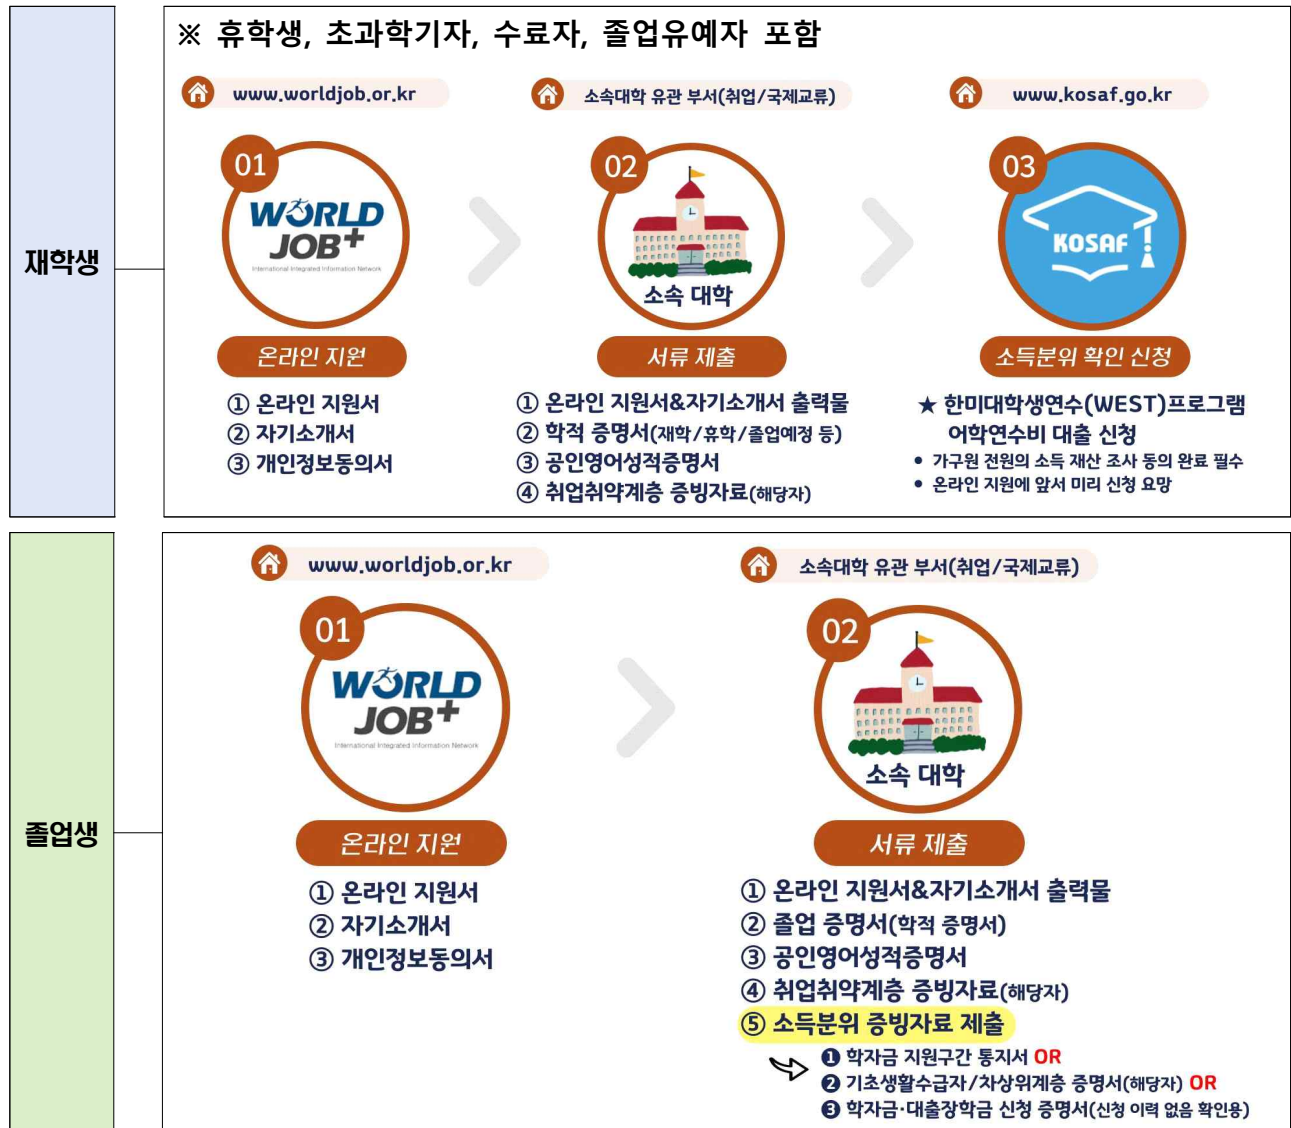 재학생
※ 휴학생, 초과학기자, 수료자, 졸업유예자 포함
www.worldjob.or.kr
01
WORLD
JOB+
International Integrated Information Network
온라인 지원
① 온라인 지원서
② 자기소개서
③ 개인정보동의서
소속대학 유관 부서(취업/국제교류)
02
소속 대학
서류 제출
① 온라인 지원서&자기소개서 출력물
② 학적 증명서(재학/휴학/졸업예정 등)
③ 공인영어성적증명서
④ 취업취약계층 증빙자료(해당자)
www.kosaf.go.kr
03
KOSAF
소득분위 확인 신청
★ 한미대학생연수(WEST)프로그램
어학연수비 대출 신청
• 가구원 전원의 소득 재산 조사 동의 완료 필수
• 온라인 지원에 앞서 미리 신청 요망
졸업생
www.worldjob.or.kr
01
WORLD
JOB+
International Integrated Information Network
온라인 지원
① 온라인 지원서
② 자기소개서
③ 개인정보동의서
소속대학 유관 부서(취업/국제교류)
02
소속 대학
서류 제출
① 온라인 지원서&자기소개서 출력물
② 졸업 증명서(학적 증명서)
③ 공인영어성적증명서
④ 취업취약계층 증빙자료(해당자)
⑤ 소득분위 증빙자료 제출
❶ 학자금 지원구간 통지서 OR
❷ 기초생활수급자/차상위계층 증명서(해당자) OR
❸ 학자금·대출장학금 신청 증명서(신청 이력 없음 확인용)